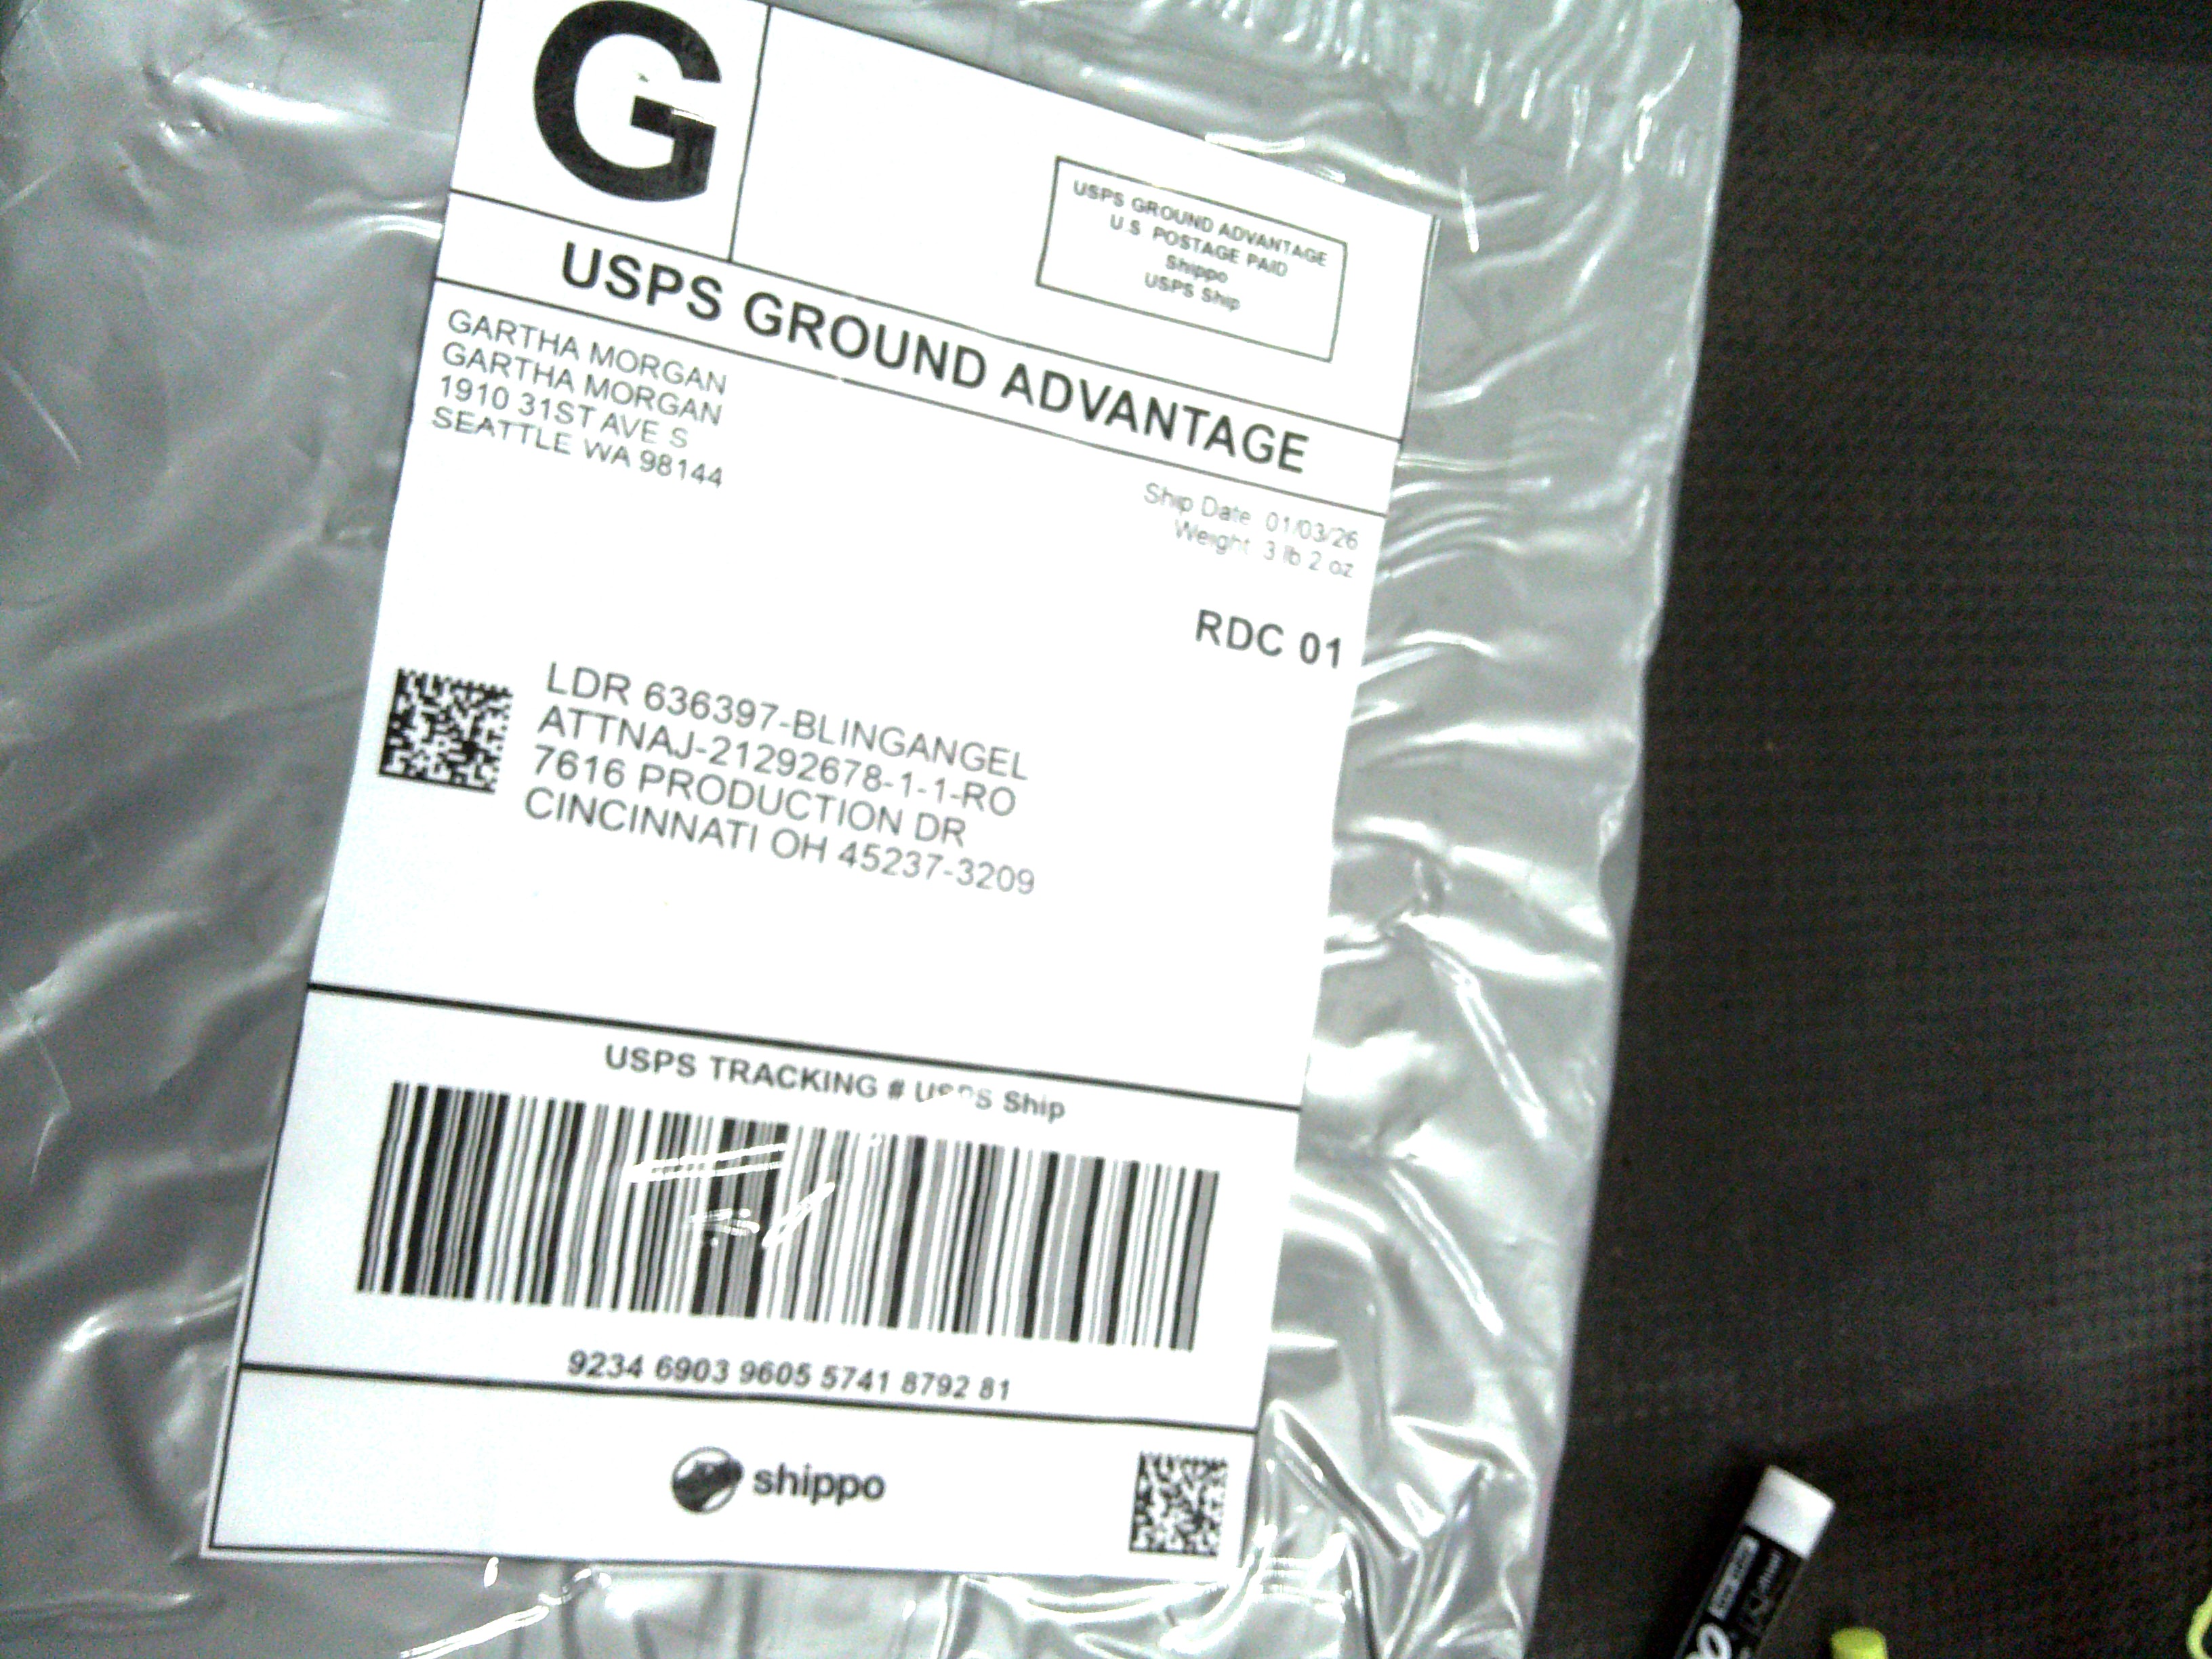 G
USPS GROUND ADVANTAGE
U.S. POSTAGE PAID
Shippo
USPS Ship
USPS GROUND ADVANTAGE
GARTHA MORGAN
GARTHA MORGAN
1910 31ST AVE S
SEATTLE WA 98144
Ship Date 01/03/26
Weight 3 lb 2 oz
RDC 01
LDR 636397-BLINGANGEL
ATTNAJ-21292678-1-1-RO
7616 PRODUCTION DR
CINCINNATI OH 45237-3209
USPS TRACKING # USPS Ship
9234 6903 9605 5741 8792 81
shippo